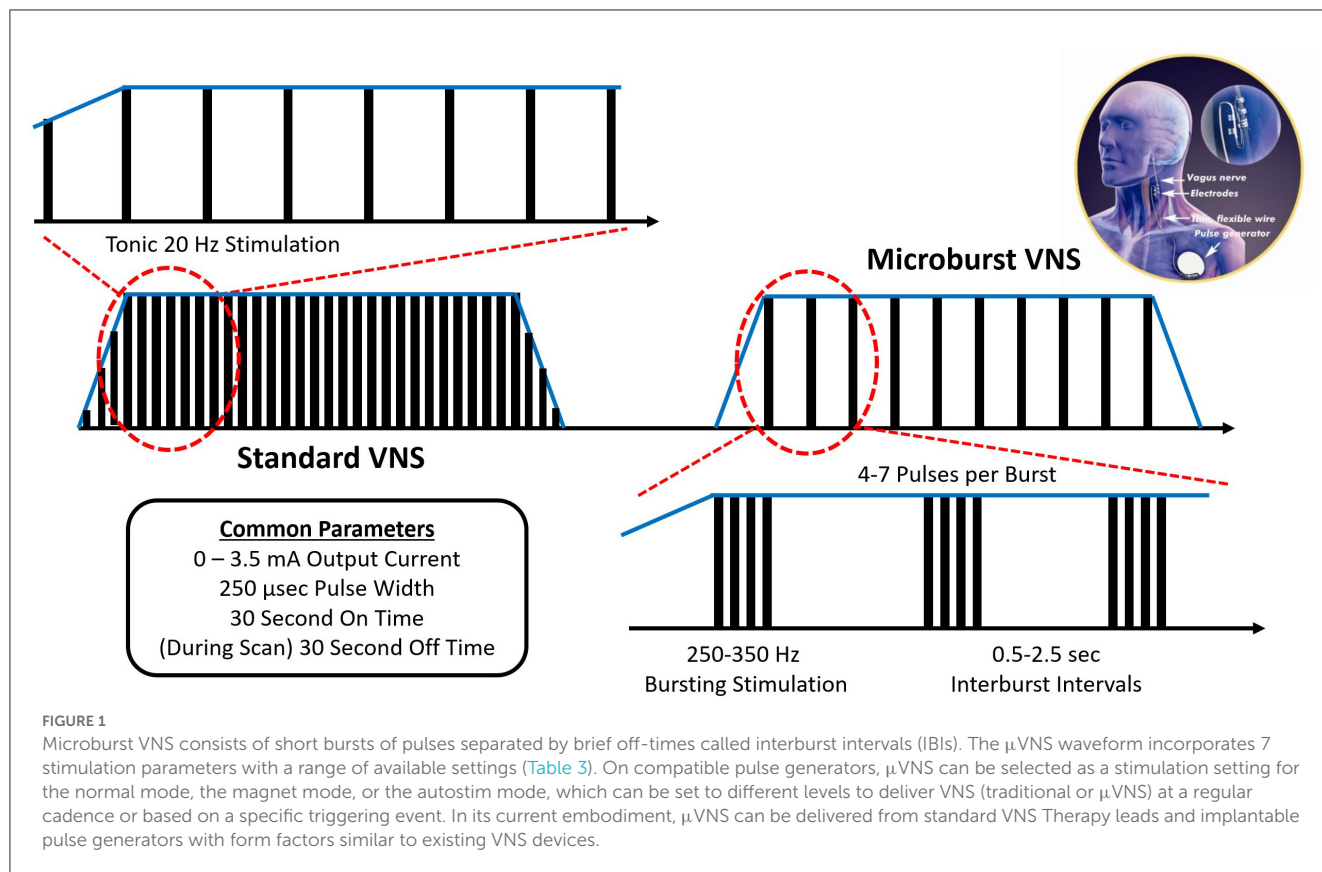 Tonic 20 Hz Stimulation
Standard VNS
Common Parameters
0 – 3.5 mA Output Current
250 µsec Pulse Width
30 Second On Time
(During Scan) 30 Second Off Time
Vagus nerve
Electrodes
Thin, flexible wire
Pulse generator
Microburst VNS
4-7 Pulses per Burst
250-350 Hz
Bursting Stimulation
0.5-2.5 sec
Interburst Intervals
FIGURE 1
Microburst VNS consists of short bursts of pulses separated by brief off-times called interburst intervals (IBIs). The µVNS waveform incorporates 7
stimulation parameters with a range of available settings (Table 3). On compatible pulse generators, µVNS can be selected as a stimulation setting for
the normal mode, the magnet mode, or the autostim mode, which can be set to different levels to deliver VNS (traditional or µVNS) at a regular
cadence or based on a specific triggering event. In its current embodiment, µVNS can be delivered from standard VNS Therapy leads and implantable
pulse generators with form factors similar to existing VNS devices.